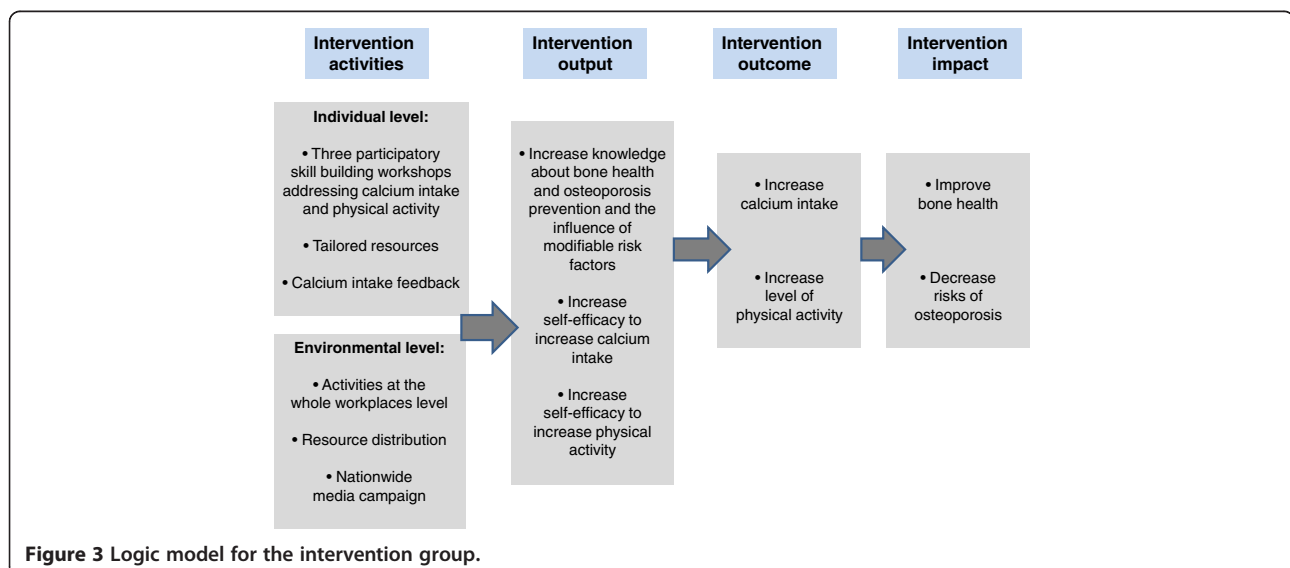 Intervention
activities
Individual level:
• Three participatory
skill building workshops
addressing calcium intake
and physical activity
• Tailored resources
• Calcium intake feedback
Environmental level:
• Activities at the
whole workplaces level
• Resource distribution
• Nationwide
media campaign
Intervention
output
• Increase knowledge
about bone health
and osteoporosis
prevention and the
influence of
modifiable risk
factors
• Increase
self-efficacy to
increase calcium
intake
• Increase
self-efficacy to
increase physical
activity
Intervention
outcome
• Increase
calcium intake
• Increase
level of
physical activity
Intervention
impact
• Improve
bone health
• Decrease
risks of
osteoporosis
Figure 3 Logic model for the intervention group.